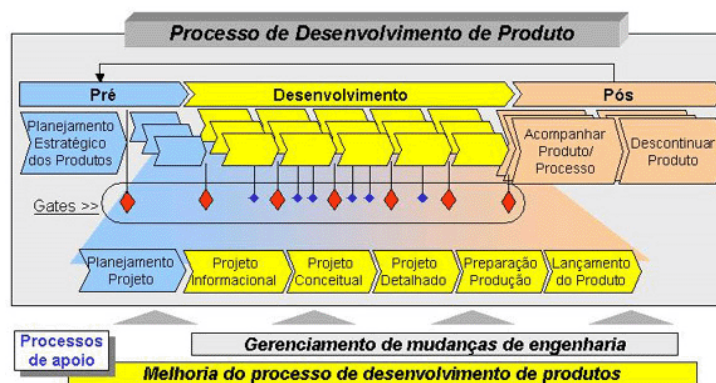 Processo de Desenvolvimento de Produto
Pré
Desenvolvimento
Pós
Planejamento
Estratégico
dos Produtos
Acompanhar
Produto/
Processo
Descontinuar
Produto
Gates >>
Planejamento
Projeto
Projeto
Informacional
Projeto
Conceitual
Projeto
Detalhado
Preparação
Produção
Lançamento
do Produto
Processos
de apoio
Gerenciamento de mudanças de engenharia
Melhoria do processo de desenvolvimento de produtos